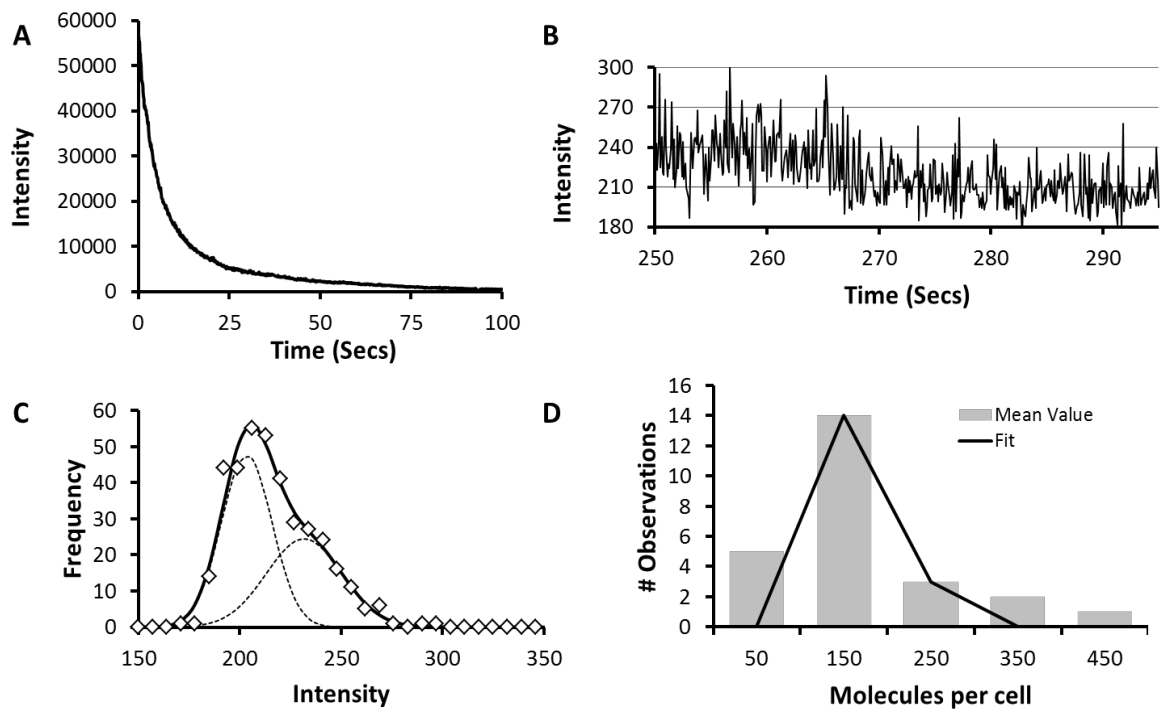 A
60000
50000
40000
30000
20000
10000
0
Intensity
0 25 50 75 100
Time (Secs)
B
300
270
240
210
180
Intensity
250 260 270 280 290
Time (Secs)
C
60
50
40
30
20
10
0
Frequency
150 200 250 300 350
Intensity
D
16
14
12
10
8
6
4
2
0
# Observations
Mean Value
Fit
50 150 250 350 450
Molecules per cell